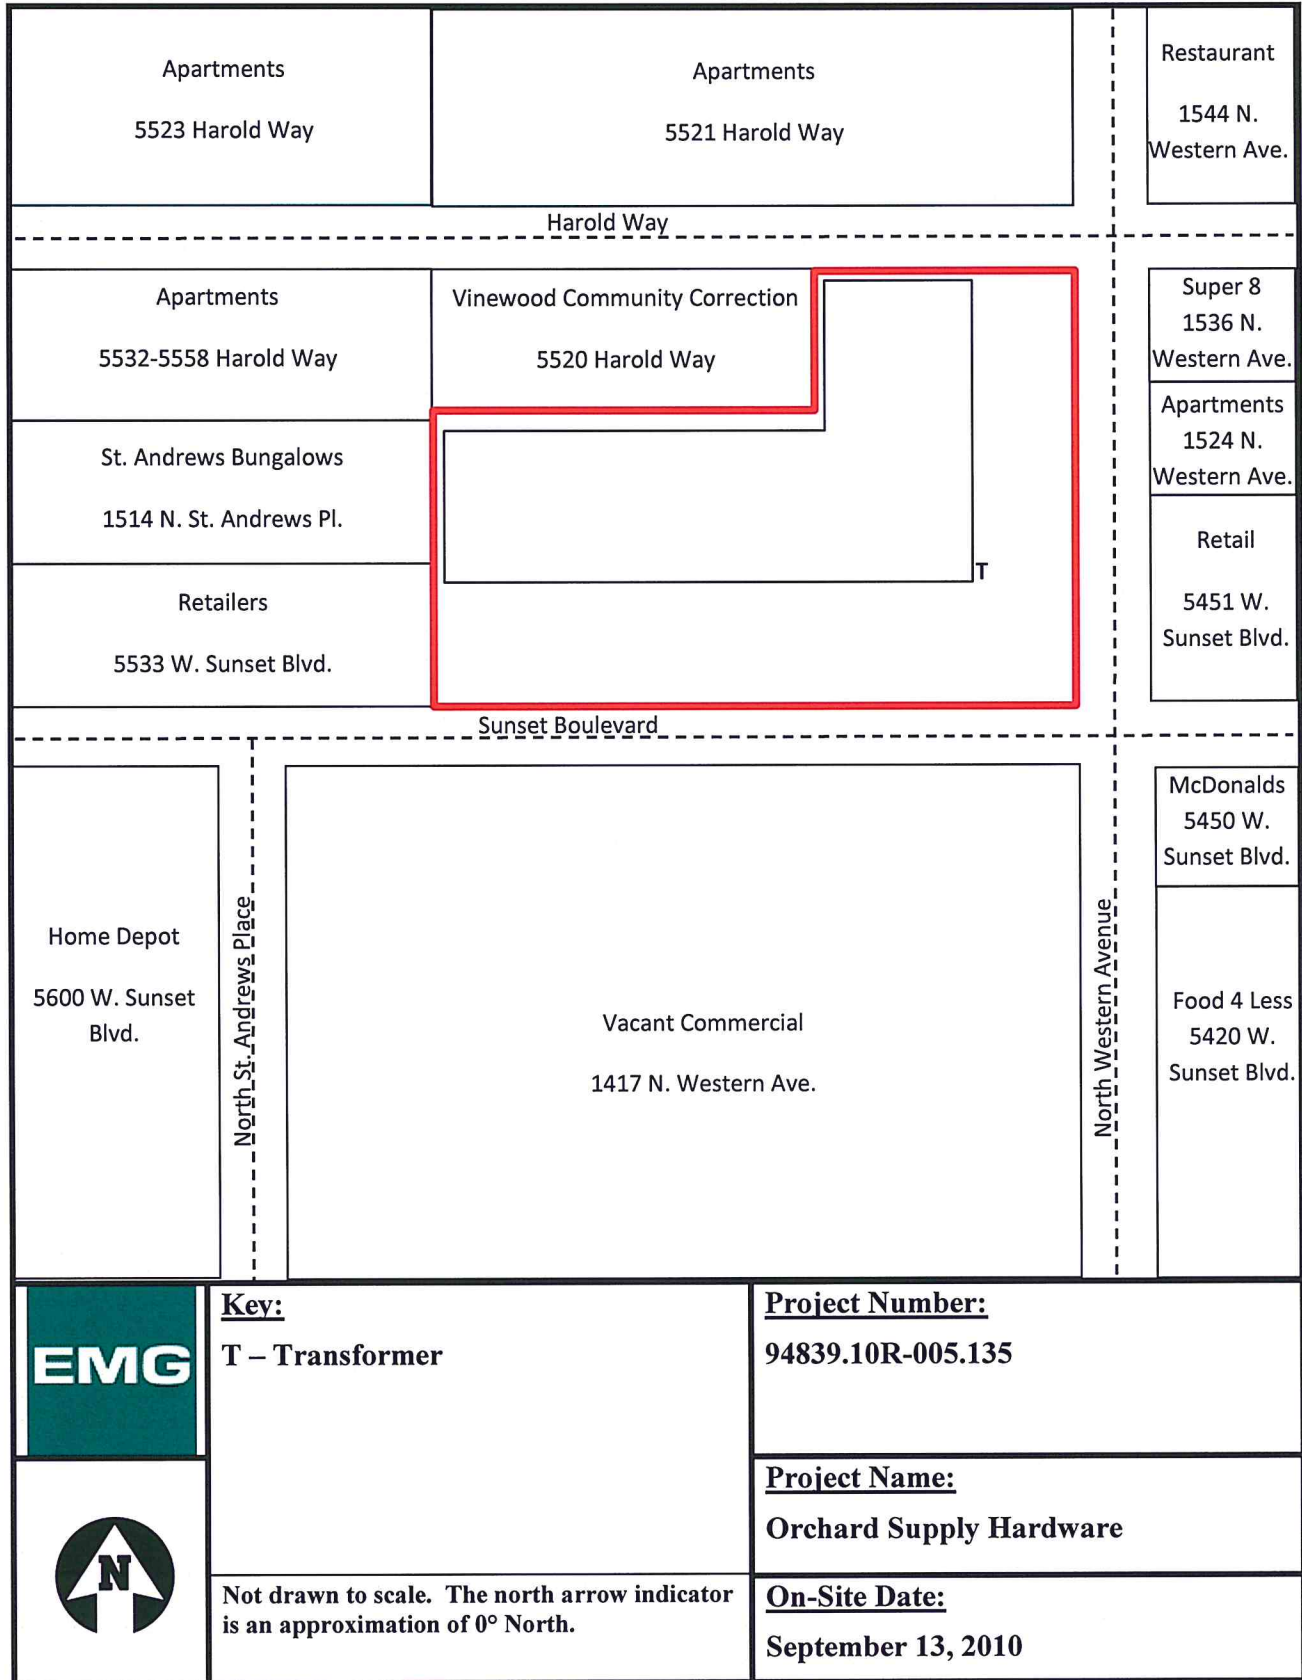 Apartments
5523 Harold Way
Apartments
5521 Harold Way
Restaurant
1544 N.
Western Ave.
Harold Way
Apartments
5532-5558 Harold Way
Vinewood Community Correction
5520 Harold Way
Super 8
1536 N.
Western Ave.
Apartments
1524 N.
Western Ave.
St. Andrews Bungalows
1514 N. St. Andrews Pl.
Retail
5451 W.
Sunset Blvd.
T
Retailers
5533 W. Sunset Blvd.
Sunset Boulevard
Home Depot
5600 W. Sunset
Blvd.
North St. Andrews Place
Vacant Commercial
1417 N. Western Ave.
North Western Avenue
McDonalds
5450 W.
Sunset Blvd.
Food 4 Less
5420 W.
Sunset Blvd.
EMG
Key:
T – Transformer
Project Number:
94839.10R-005.135
Project Name:
Orchard Supply Hardware
N
Not drawn to scale. The north arrow indicator
is an approximation of 0° North.
On-Site Date:
September 13, 2010